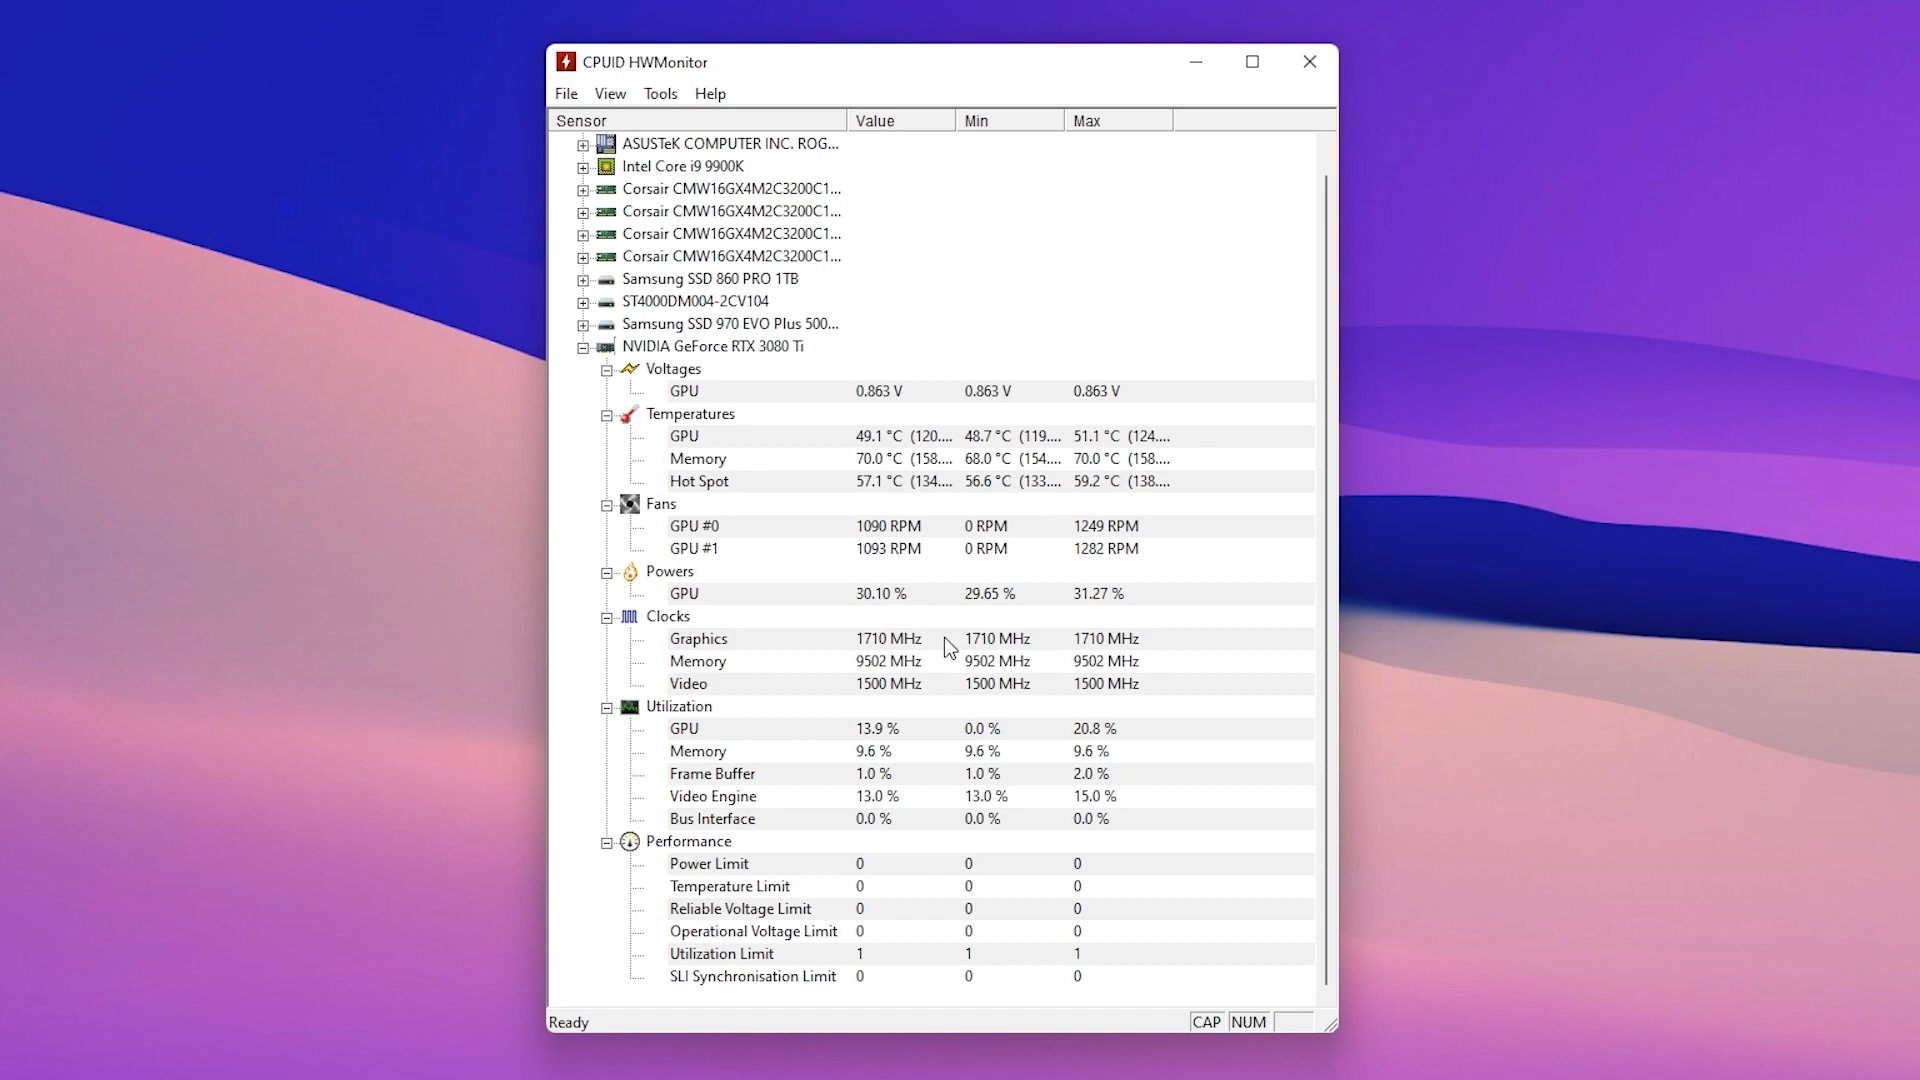 CPUID HWMonitor
File View Tools Help
Sensor Value Min Max
ASUSTeK COMPUTER INC. ROG...
Intel Core i9 9900K
Corsair CMW16GX4M2C3200C1...
Corsair CMW16GX4M2C3200C1...
Corsair CMW16GX4M2C3200C1...
Corsair CMW16GX4M2C3200C1...
Samsung SSD 860 PRO 1TB
ST4000DM004-2CV104
Samsung SSD 970 EVO Plus 500...
NVIDIA GeForce RTX 3080 Ti
Voltages
GPU 0.863 V 0.863 V 0.863 V
Temperatures
GPU 49.1 °C (120.... 48.7 °C (119.... 51.1 °C (124....
Memory 70.0 °C (158.... 68.0 °C (154.... 70.0 °C (158....
Hot Spot 57.1 °C (134.... 56.6 °C (133.... 59.2 °C (138....
Fans
GPU #0 1090 RPM 0 RPM 1249 RPM
GPU #1 1093 RPM 0 RPM 1282 RPM
Powers
GPU 30.10 % 29.65 % 31.27 %
Clocks
Graphics 1710 MHz 1710 MHz 1710 MHz
Memory 9502 MHz 9502 MHz 9502 MHz
Video 1500 MHz 1500 MHz 1500 MHz
Utilization
GPU 13.9 % 0.0 % 20.8 %
Memory 9.6 % 9.6 % 9.6 %
Frame Buffer 1.0 % 1.0 % 2.0 %
Video Engine 13.0 % 13.0 % 15.0 %
Bus Interface 0.0 % 0.0 % 0.0 %
Performance
Power Limit 0 0 0
Temperature Limit 0 0 0
Reliable Voltage Limit 0 0 0
Operational Voltage Limit 0 0 0
Utilization Limit 1 1 1
SLI Synchronisation Limit 0 0 0
Ready CAP NUM